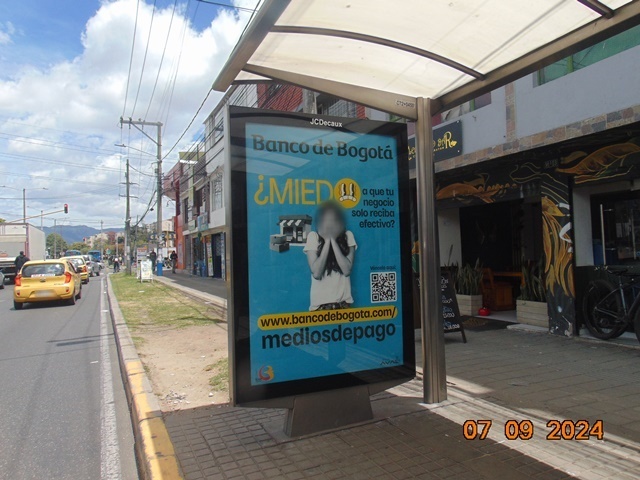 JCDecaux
Banco de Bogotá
¿MIEDO a que tu
negocio
solo reciba
efectivo?
www.bancodebogota.com/
mediosdepago
07 09 2024